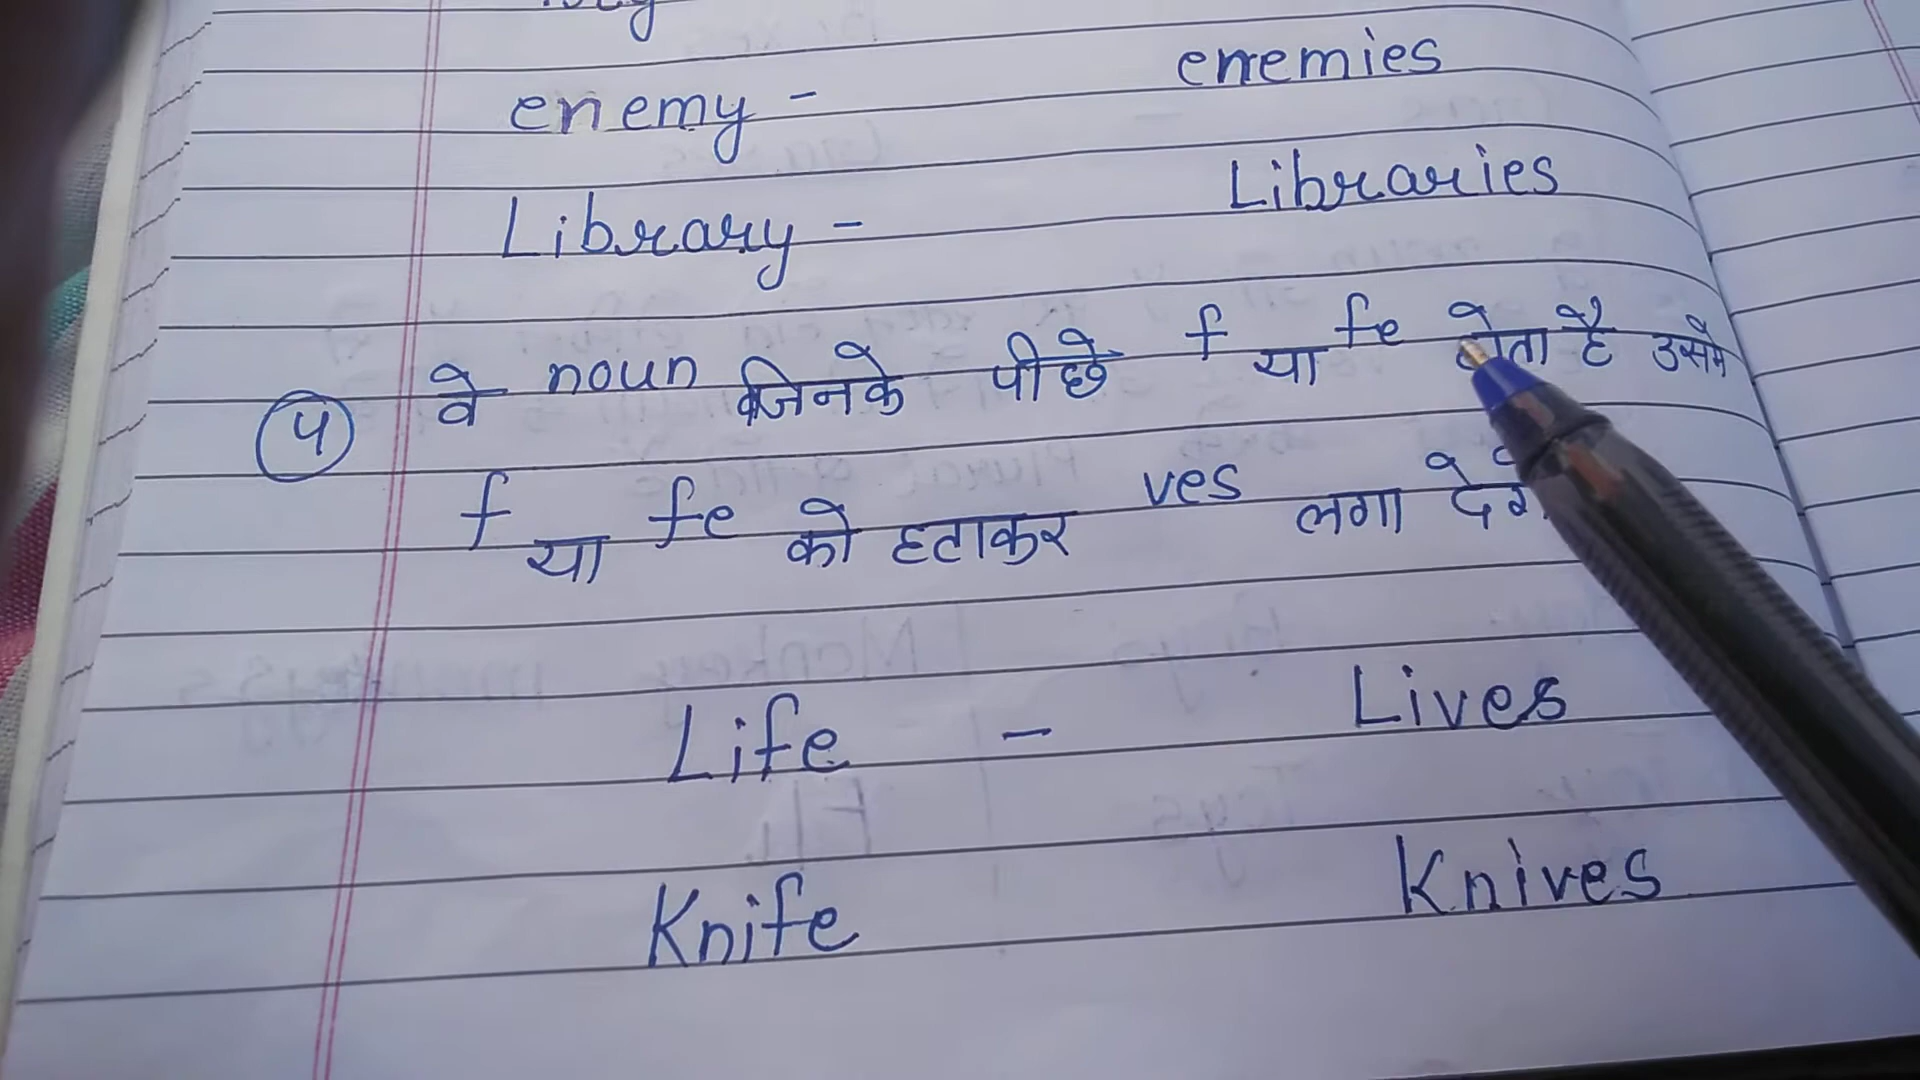 enemy - enemies
Library - Libraries
4 वे noun जिनके पीछे f या fe होता है उसमे
f या fe को हटाकर ves लगा
Life - Lives
Knife Knives